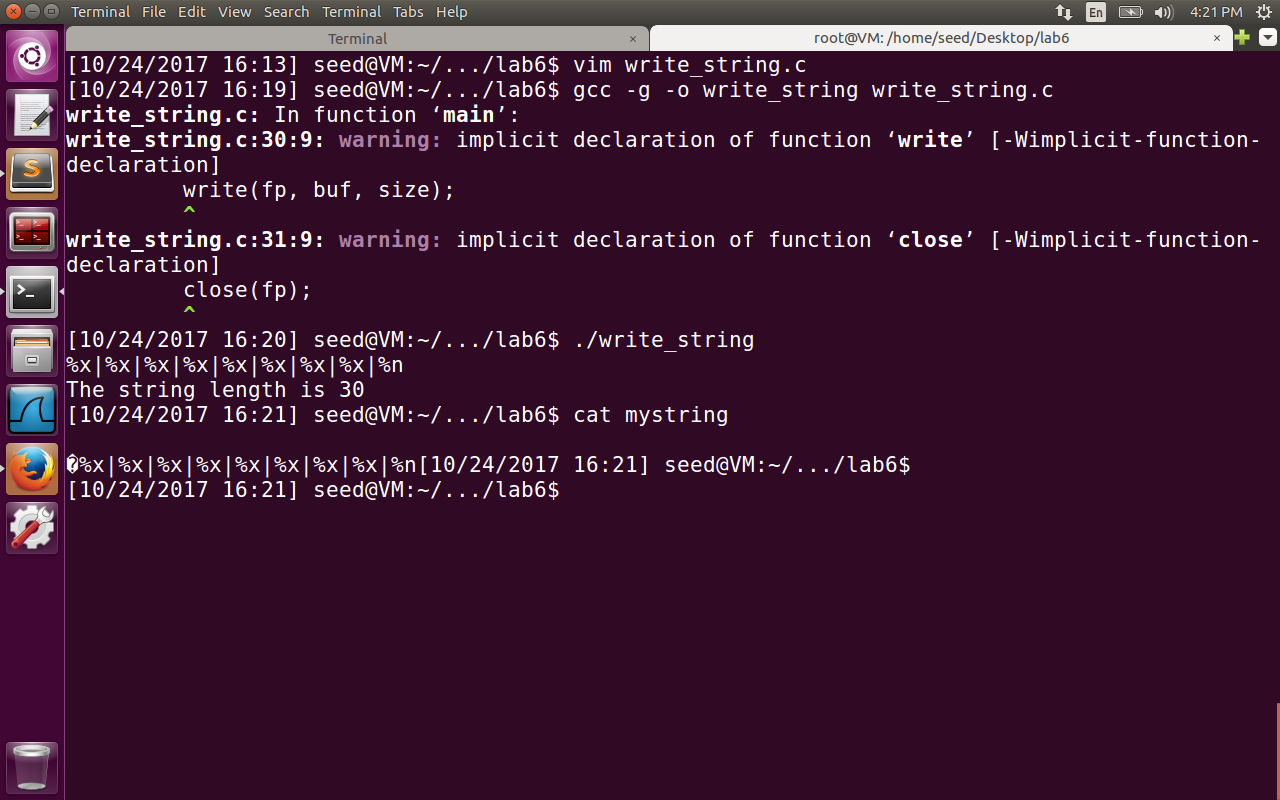 Terminal File Edit View Search Terminal Tabs Help En 4:21 PM
Terminal × root@VM: /home/seed/Desktop/lab6 ×
[10/24/2017 16:13] seed@VM:~/.../lab6$ vim write_string.c
[10/24/2017 16:19] seed@VM:~/.../lab6$ gcc -g -o write_string write_string.c
write_string.c: In function ‘main’:
write_string.c:30:9: warning: implicit declaration of function ‘write’ [-Wimplicit-function-
declaration]
write(fp, buf, size);
^
write_string.c:31:9: warning: implicit declaration of function ‘close’ [-Wimplicit-function-
declaration]
close(fp);
^
[10/24/2017 16:20] seed@VM:~/.../lab6$ ./write_string
%x|%x|%x|%x|%x|%x|%x|%x|%n
The string length is 30
[10/24/2017 16:21] seed@VM:~/.../lab6$ cat mystring
�%x|%x|%x|%x|%x|%x|%x|%x|%n[10/24/2017 16:21] seed@VM:~/.../lab6$
[10/24/2017 16:21] seed@VM:~/.../lab6$